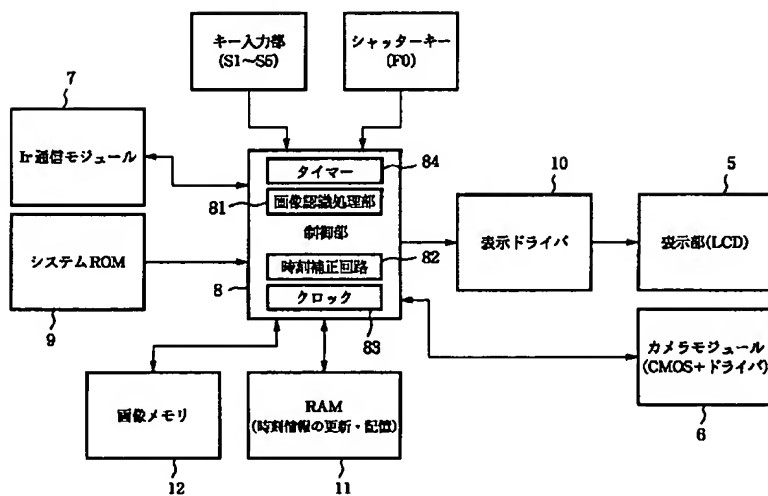 キー入力部
(S1~S5)
シャッターキー
(F0)
7
Ir通信モジュール
タイマー
84
81
画像認識処理部
制御部
10
表示ドライバ
5
表示部(LCD)
システムROM
9
8
時刻補正回路
82
クロック
83
カメラモジュール
(CMOS+ドライバ)
6
画像メモリ
12
RAM
(時刻情報の更新・記憶)
11